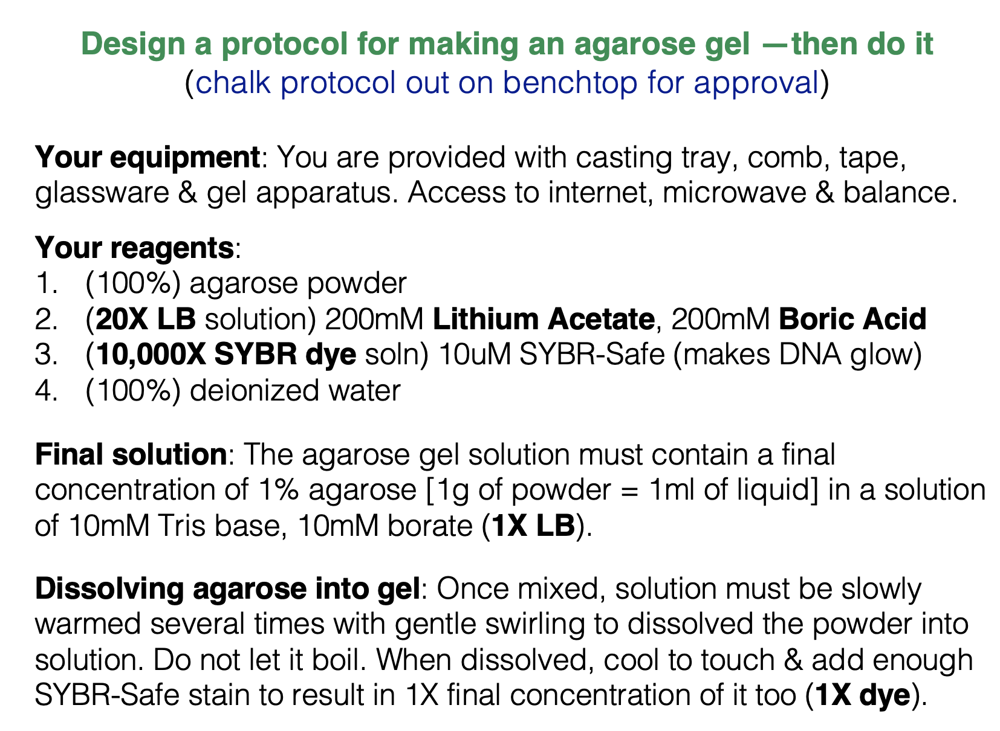 Design a protocol for making an agarose gel —then do it
(chalk protocol out on benchtop for approval)
Your equipment: You are provided with casting tray, comb, tape,
glassware & gel apparatus. Access to internet, microwave & balance.
Your reagents:
1. (100%) agarose powder
2. (20X LB solution) 200mM Lithium Acetate, 200mM Boric Acid
3. (10,000X SYBR dye soln) 10uM SYBR-Safe (makes DNA glow)
4. (100%) deionized water
Final solution: The agarose gel solution must contain a final
concentration of 1% agarose [1g of powder = 1ml of liquid] in a solution
of 10mM Tris base, 10mM borate (1X LB).
Dissolving agarose into gel: Once mixed, solution must be slowly
warmed several times with gentle swirling to dissolved the powder into
solution. Do not let it boil. When dissolved, cool to touch & add enough
SYBR-Safe stain to result in 1X final concentration of it too (1X dye).